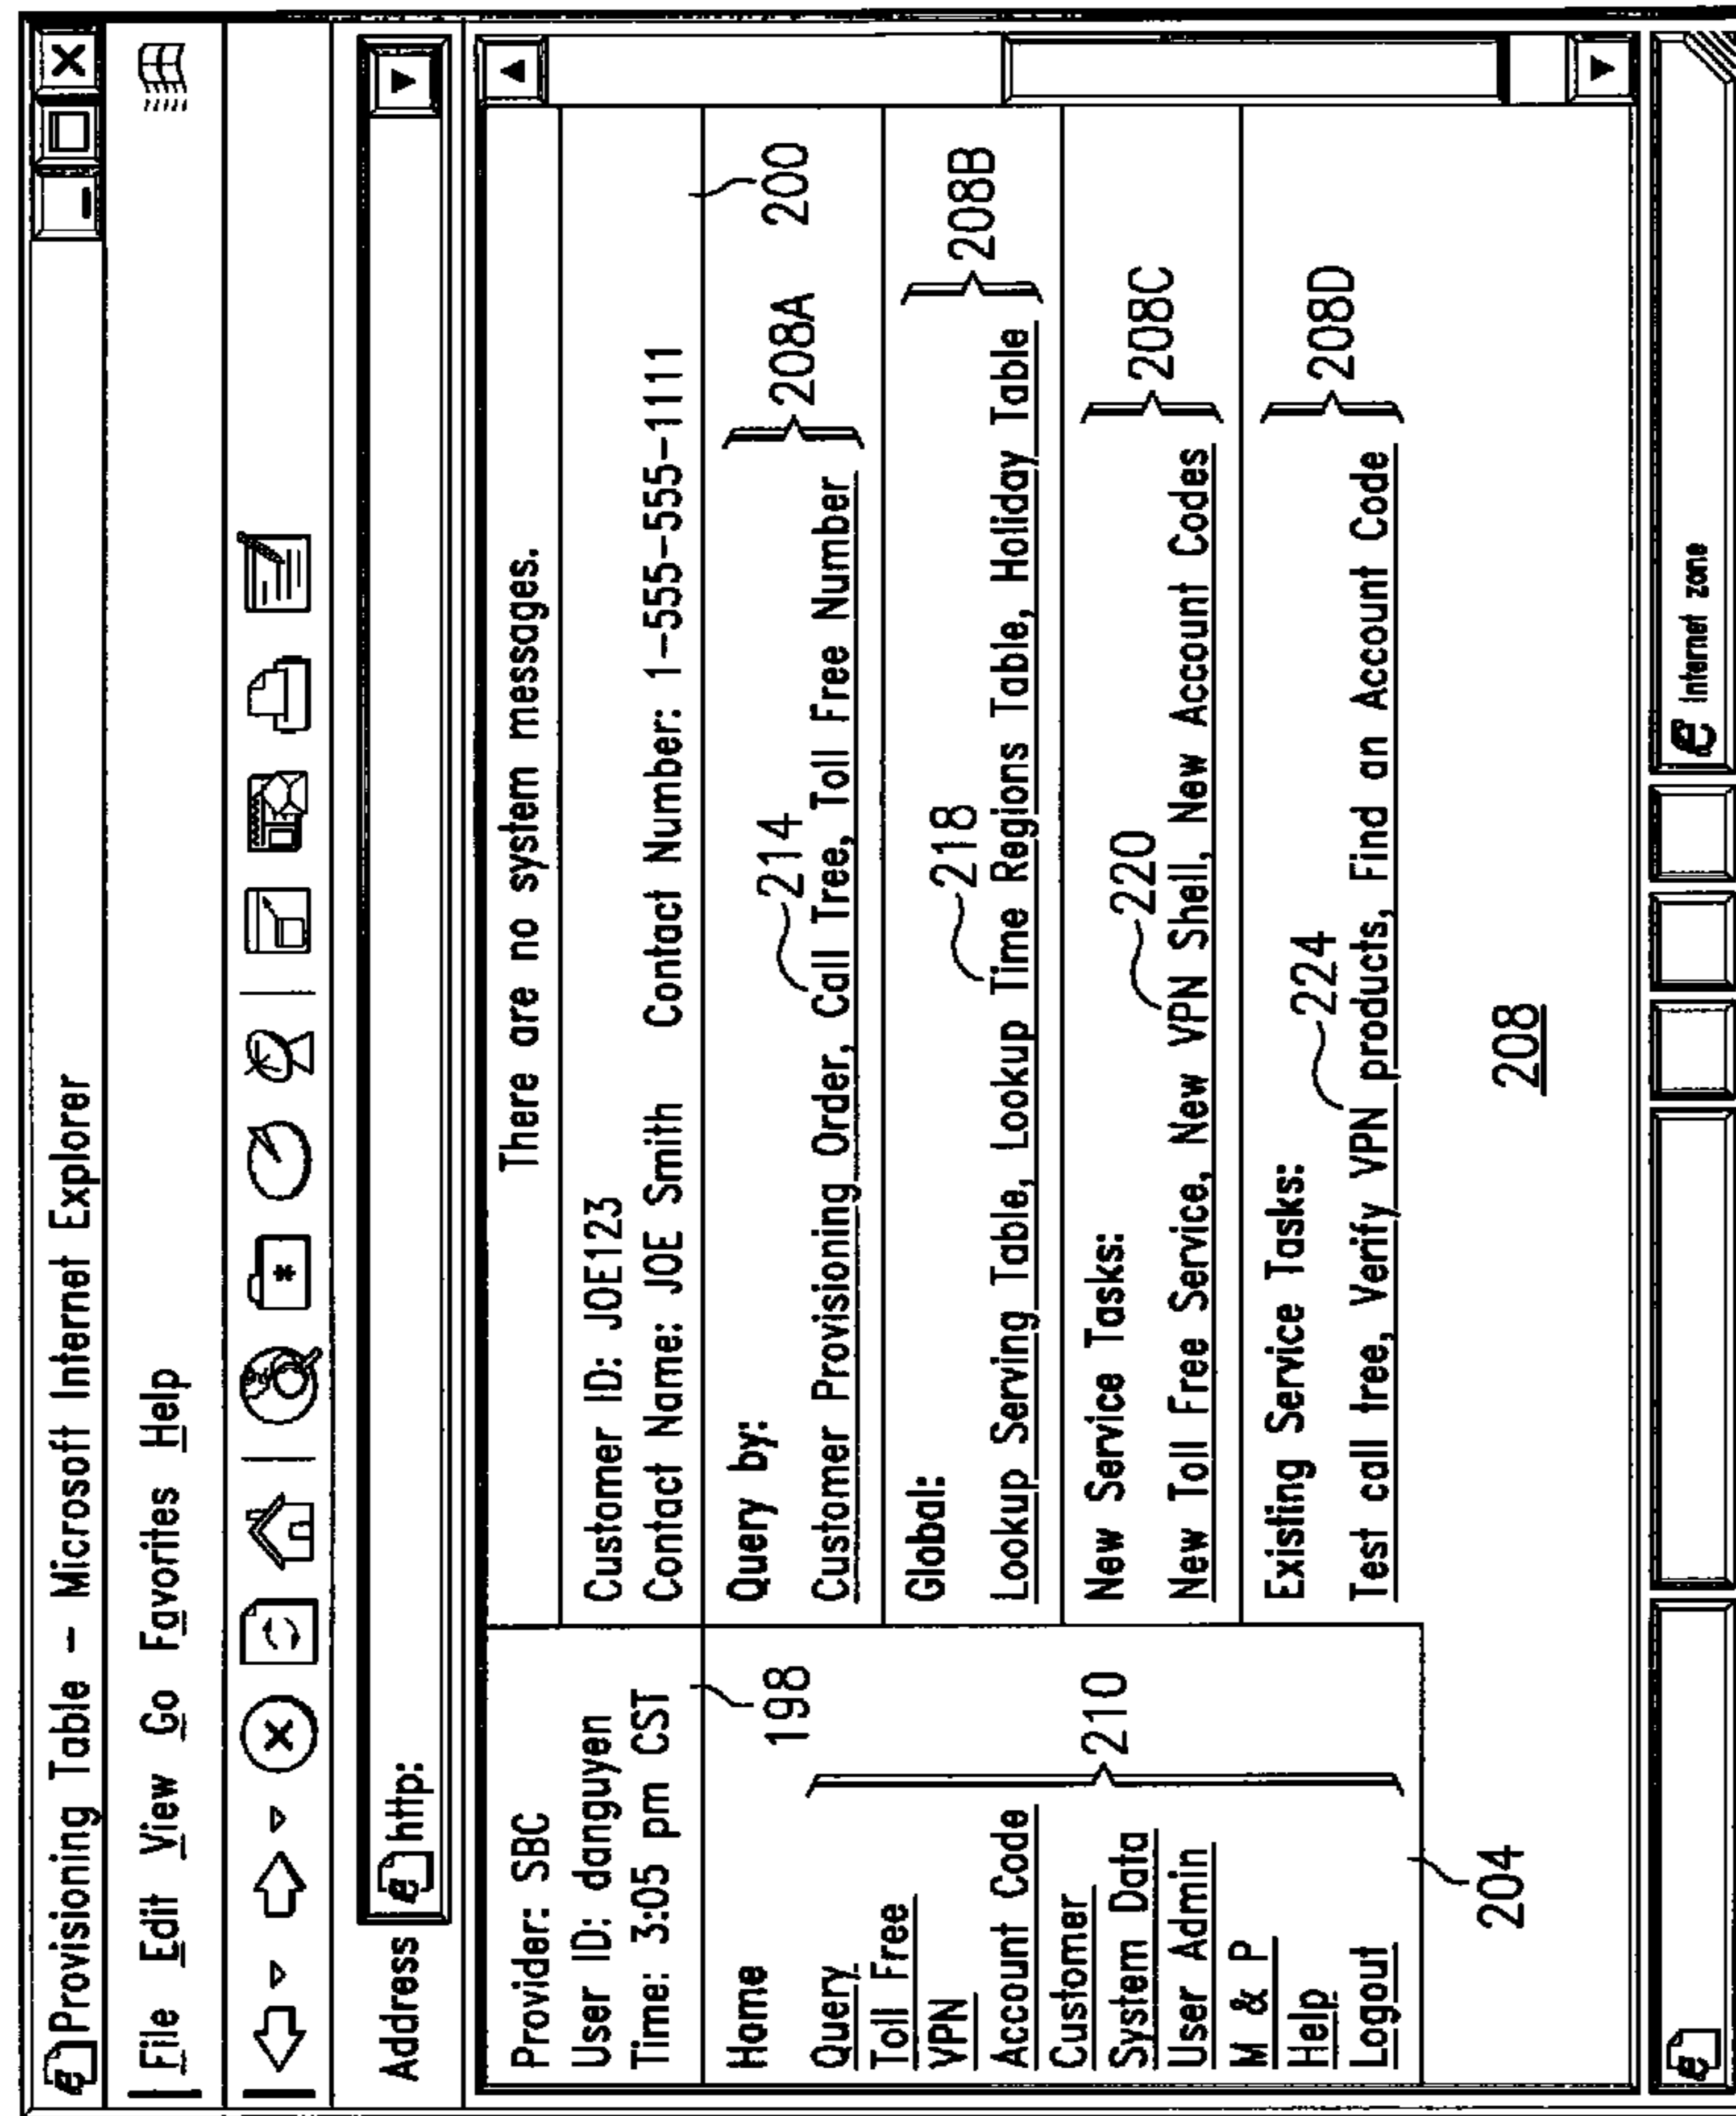 Provisioning Table – Microsoft Internet Explorer
File Edit View Go Favorites Help
Address http:
Provider: SBC
User ID: danguyen
Time: 3:05 pm CST
198
Home
Query
Toll Free
VPN
Account Code
Customer
System Data
User Admin
M & P
Help
Logout
210
204
There are no system messages.
Customer ID: JOE123
Contact Name: JOE Smith Contact Number: 1-555-555-1111
200
Query by:
214
208A
Customer Provisioning Order, Call Tree, Toll Free Number
Global:
218
208B
Lookup Serving Table, Lookup Time Regions Table, Holiday Table
New Service Tasks:
220
208C
New Toll Free Service, New VPN Shell, New Account Codes
Existing Service Tasks:
224
208D
Test call tree, Verify VPN products, Find an Account Code
208
Internet zone